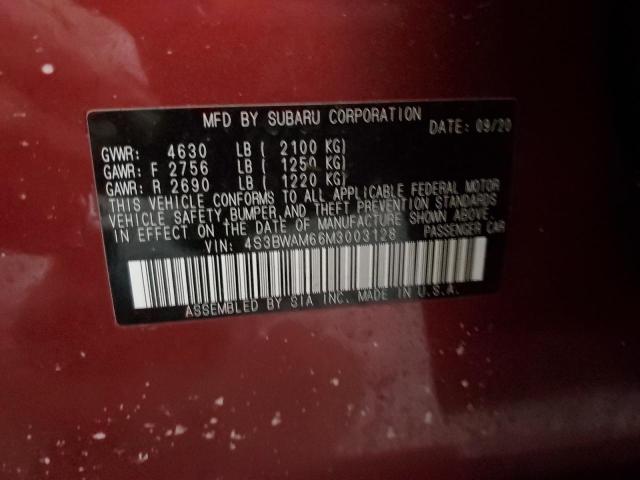 MFD BY SUBARU CORPORATION
DATE: 09/20
GVWR: 4630 LB ( 2100 KG)
GAWR: F 2756 LB ( 1250 KG)
GAWR: R 2690 LB ( 1220 KG)
THIS VEHICLE CONFORMS TO ALL APPLICABLE FEDERAL MOTOR
VEHICLE SAFETY, BUMPER, AND THEFT PREVENTION STANDARDS
IN EFFECT ON THE DATE OF MANUFACTURE SHOWN ABOVE.
VIN: 4S3BWAM66M3003128 PASSENGER CAR
ASSEMBLED BY SIA INC. MADE IN U.S.A.